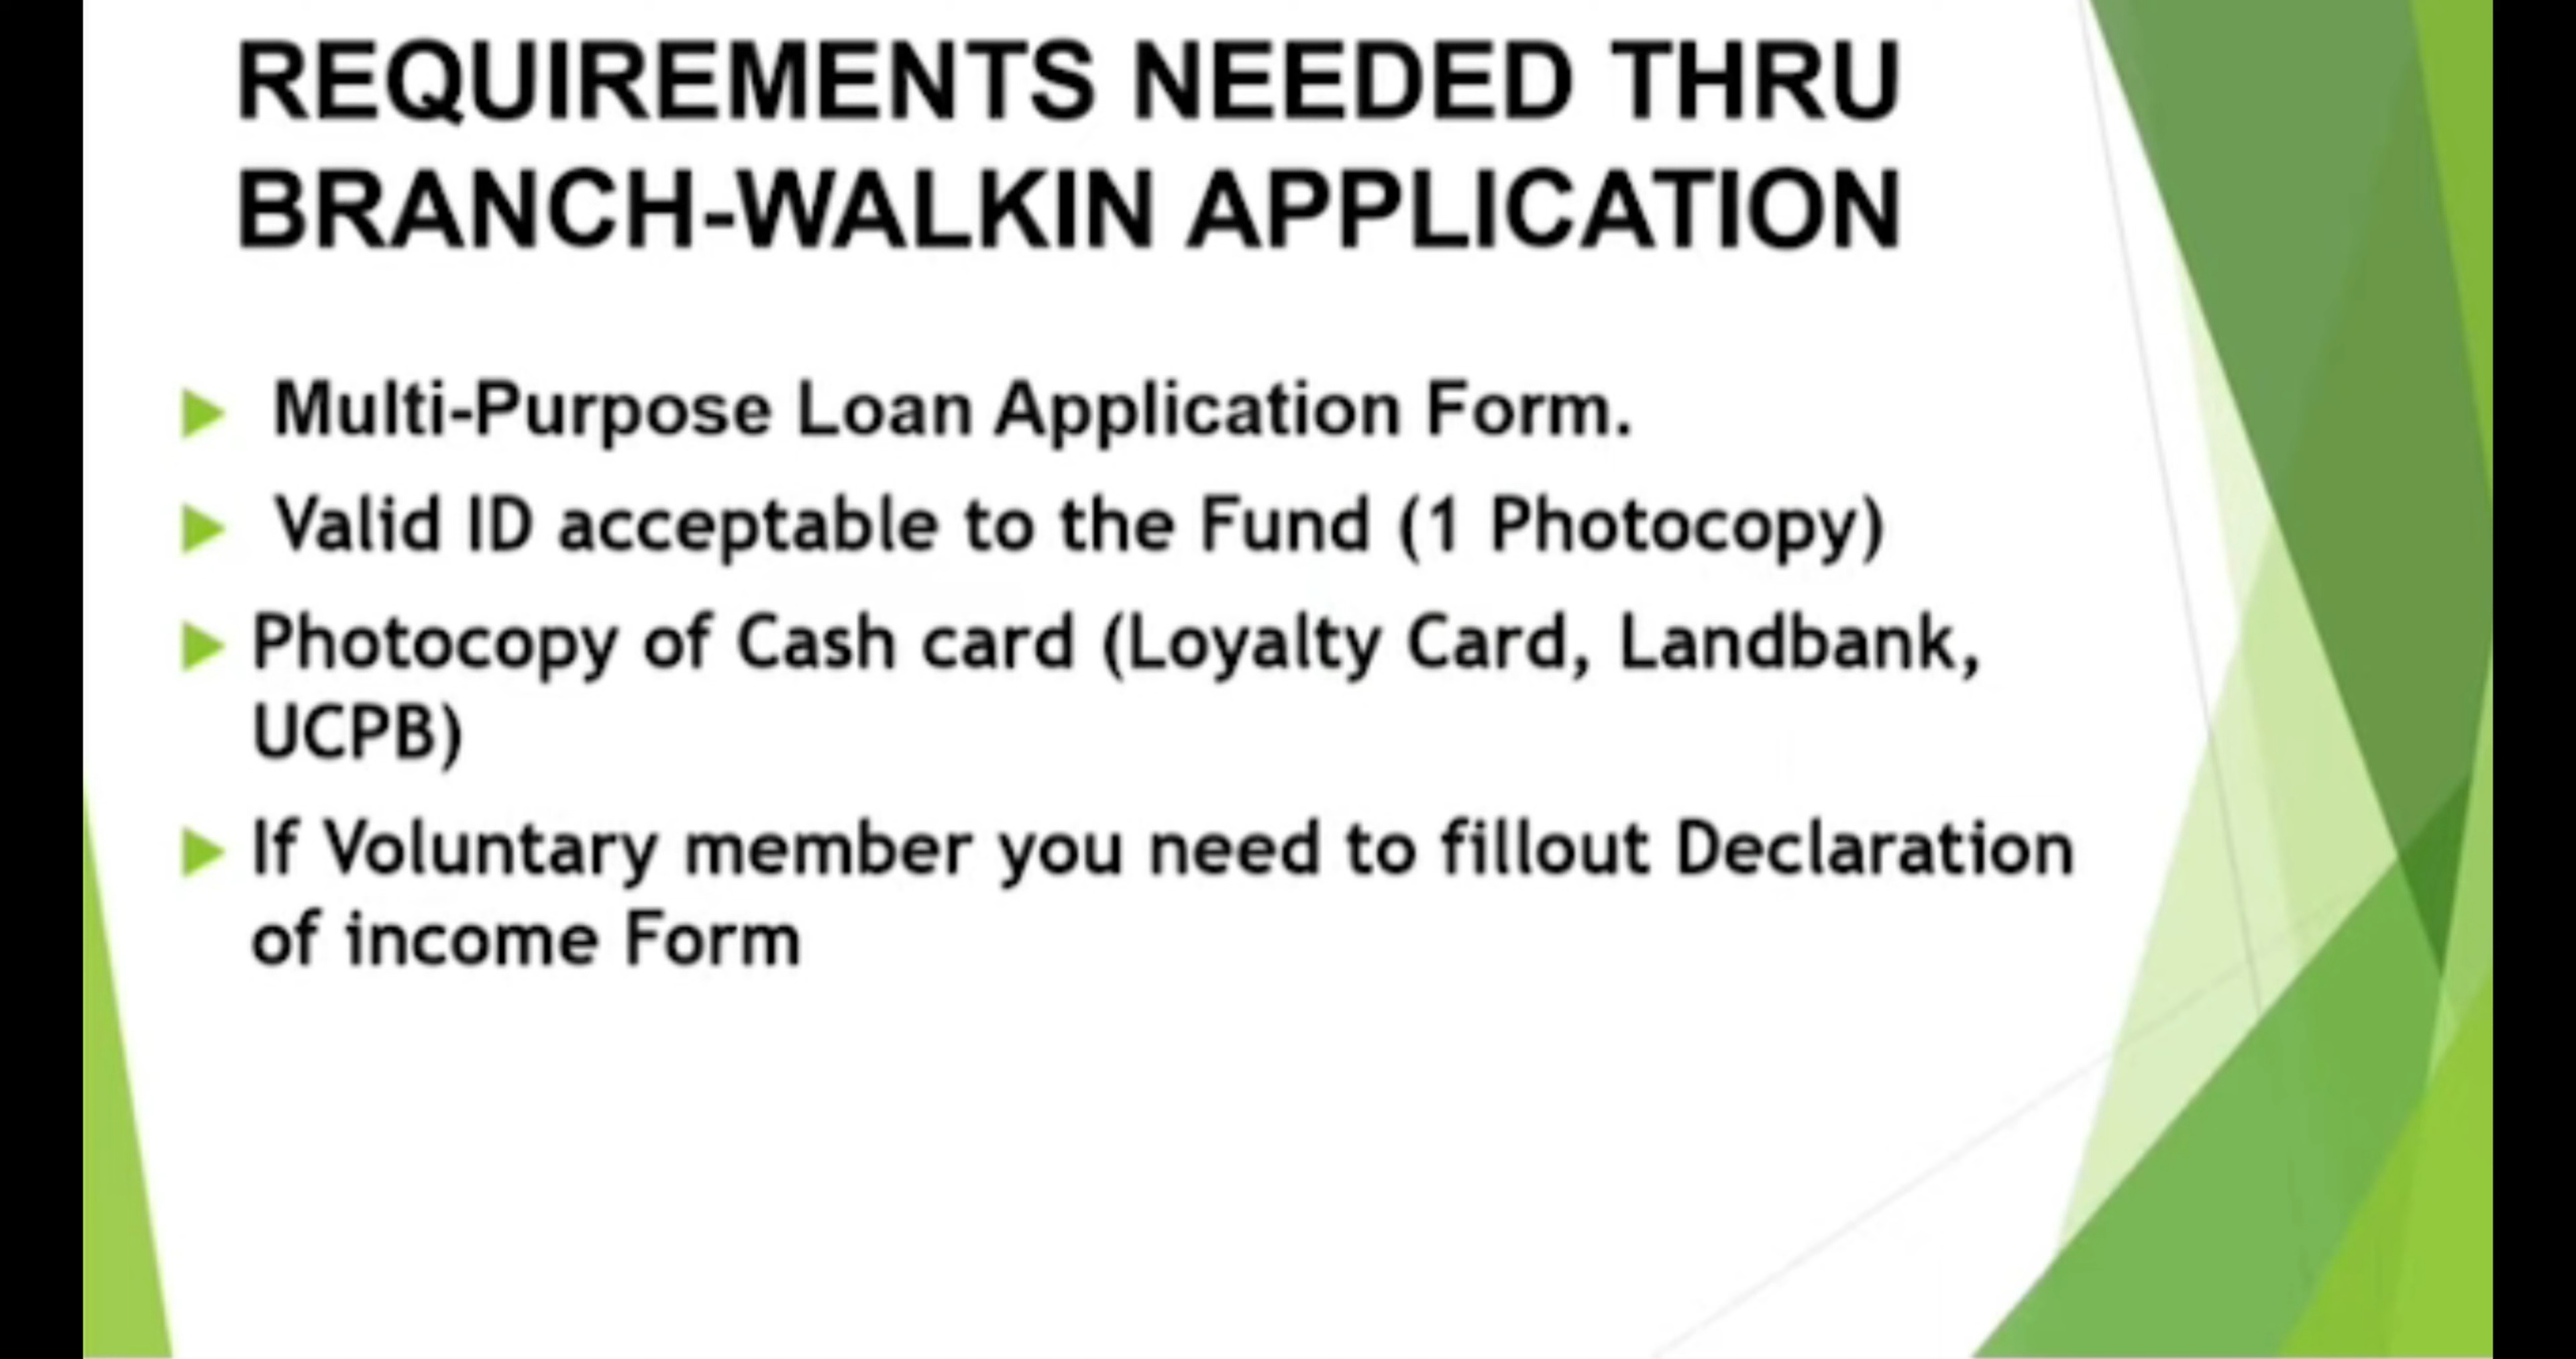 REQUIREMENTS NEEDED THRU
BRANCH-WALKIN APPLICATION
Multi-Purpose Loan Application Form.
Valid ID acceptable to the Fund (1 Photocopy)
Photocopy of Cash card (Loyalty Card, Landbank,
UCPB)
If Voluntary member you need to fillout Declaration
of income Form